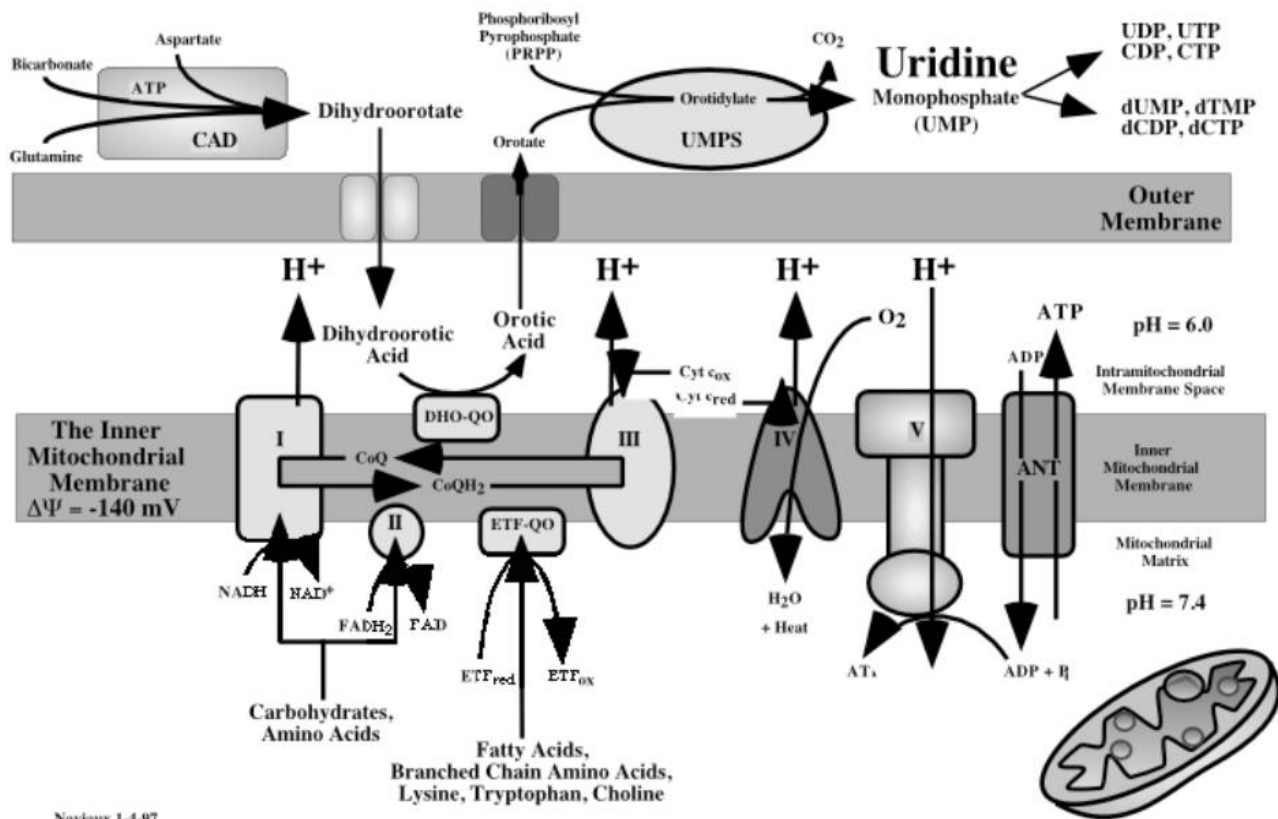 Aspartate
Bicarbonate
ATP
CAD
Glutamine
Dihydroorotate
Phosphoribosyl
Pyrophosphate
(PRPP)
Orotate
Orotidylate
UMPS
CO2
Uridine
Monophosphate
(UMP)
UDP, UTP
CDP, CTP
dUMP, dTMP
dCDP, dCTP
Outer
Membrane
H+
H+
H+
H+
Dihydroorotic
Acid
Orotic
Acid
O2
ATP
ADP
pH = 6.0
Intramitochondrial
Membrane Space
Cyt cox
Cyt cred
The Inner
Mitochondrial
Membrane
ΔΨ = -140 mV
I
DHO-QO
CoQ
CoQH2
III
IV
V
ANT
Inner
Mitochondrial
Membrane
II
ETF-QO
NADH
NAD+
FADH2
FAD
ETFred
ETFox
H2O
+ Heat
ADP + Pi
Mitochondrial
Matrix
pH = 7.4
Carbohydrates,
Amino Acids
Fatty Acids,
Branched Chain Amino Acids,
Lysine, Tryptophan, Choline